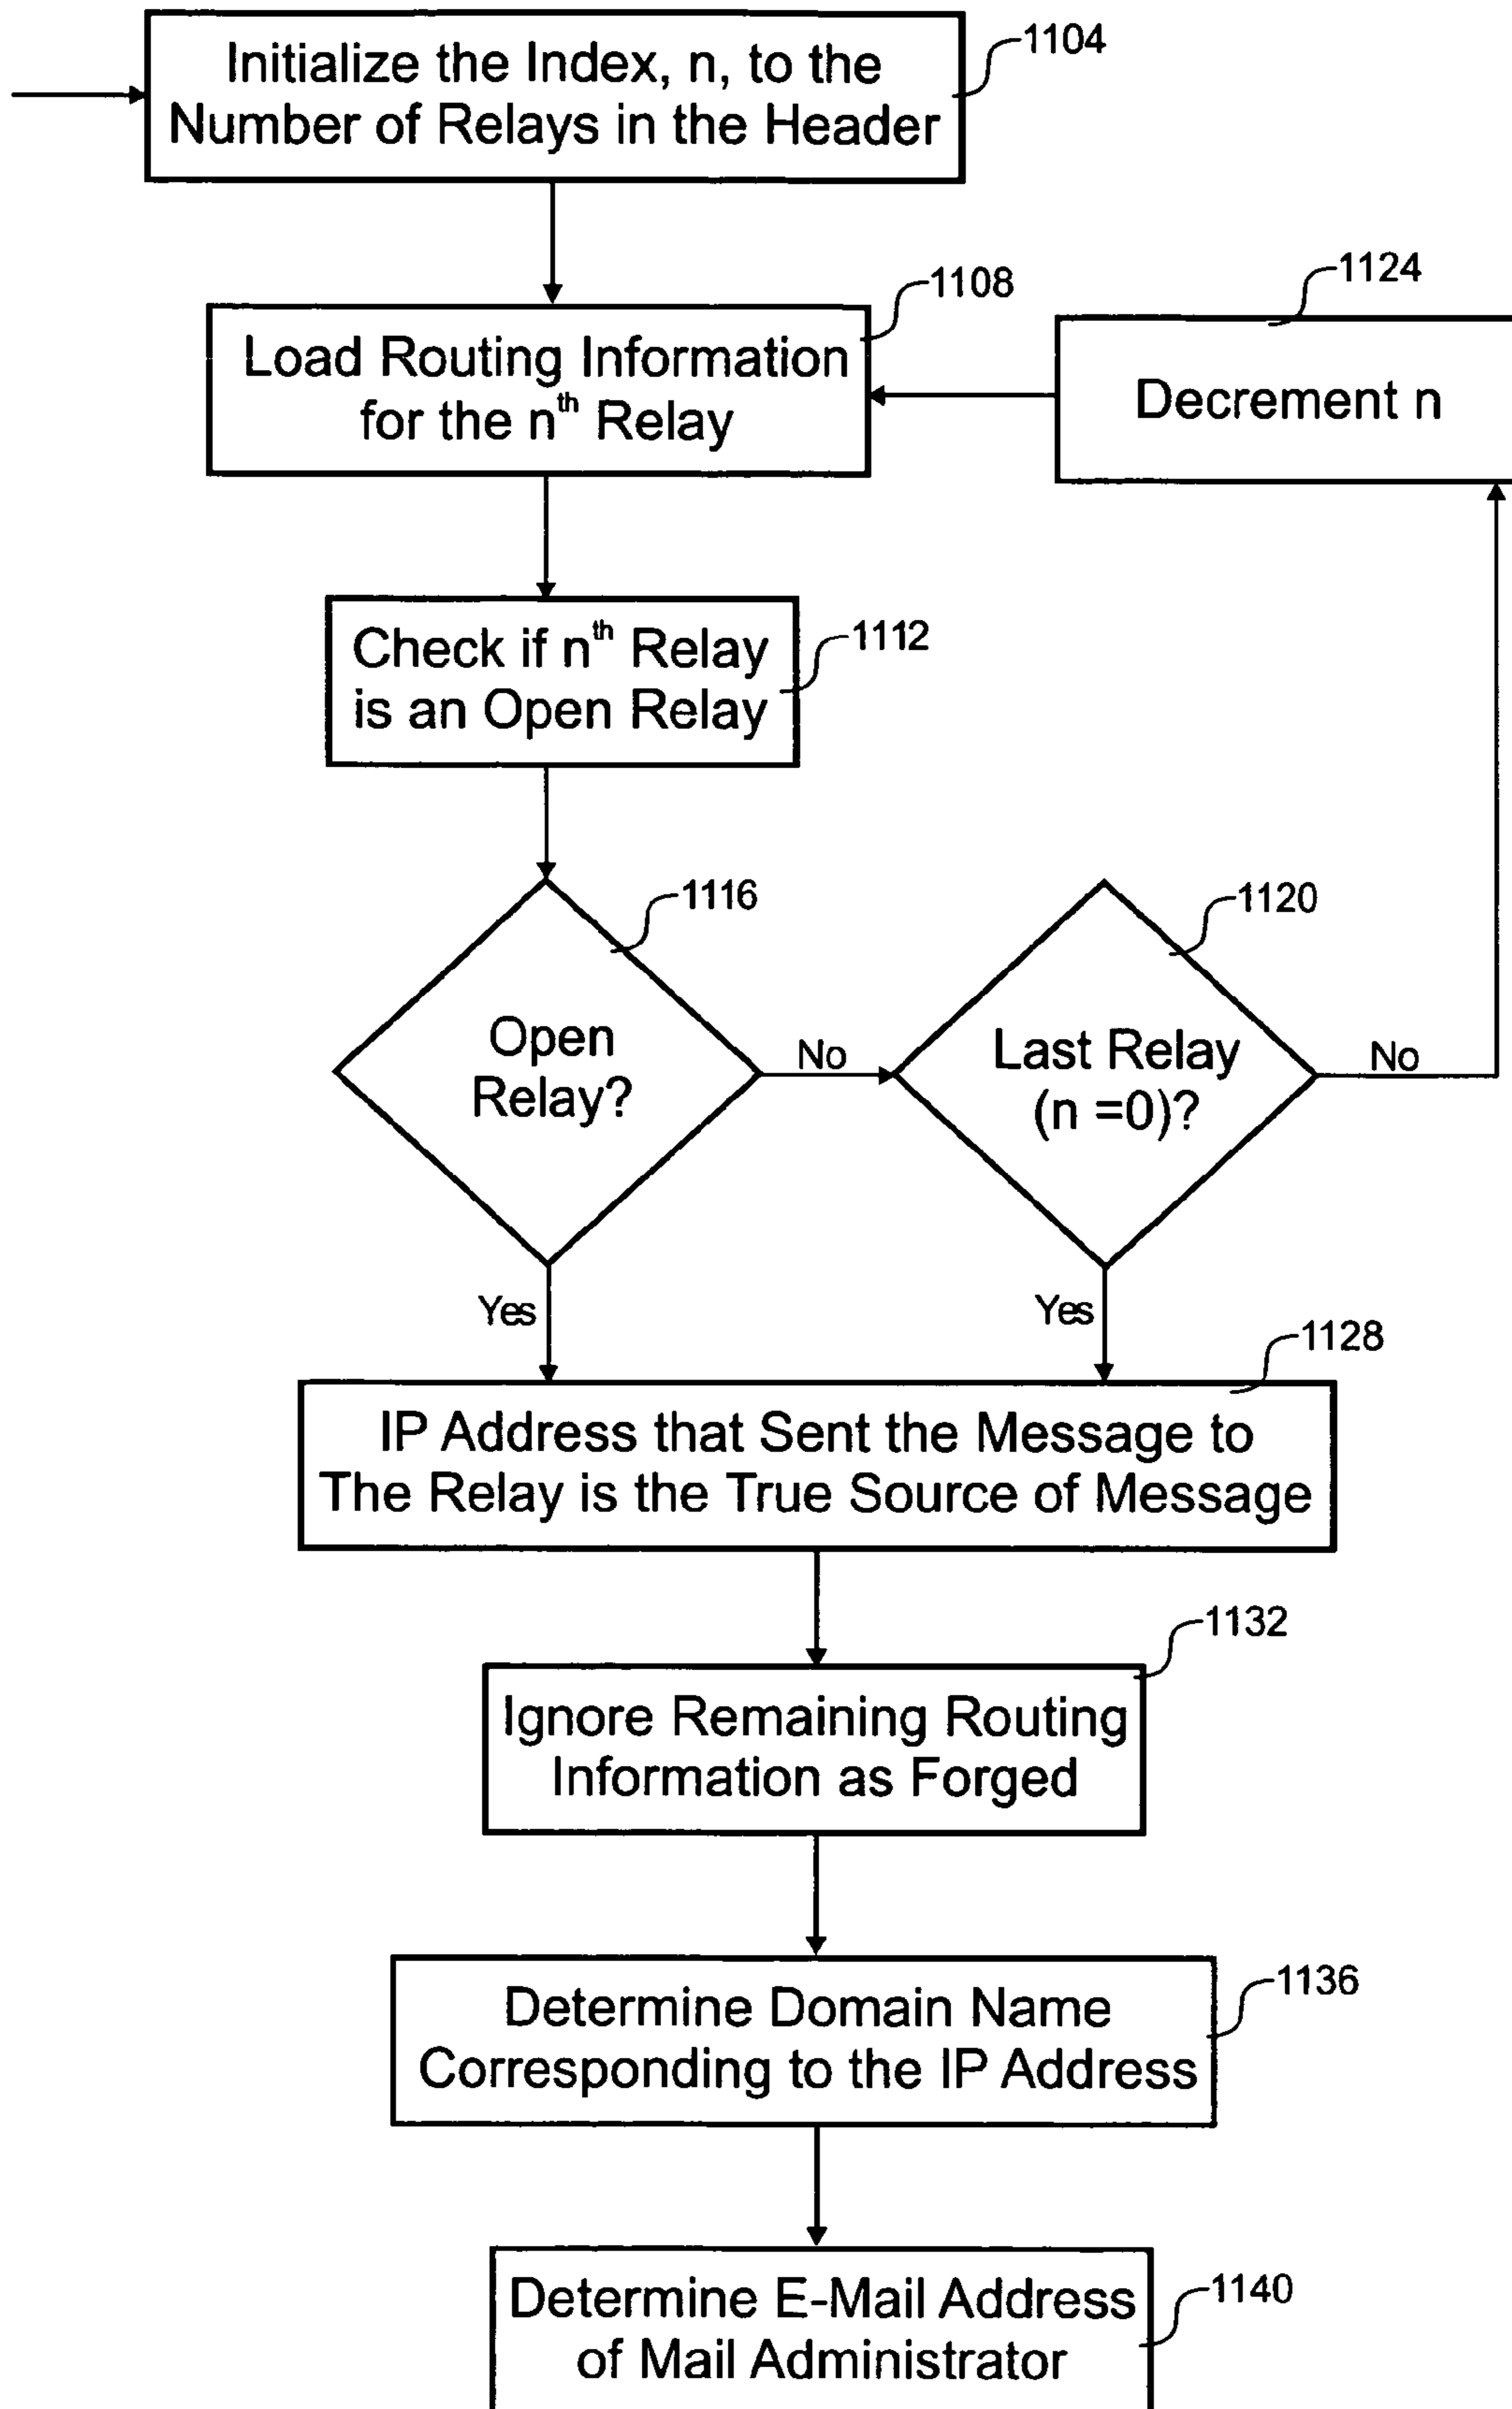 1104
Initialize the Index, n, to the
Number of Relays in the Header
1108
Load Routing Information
for the nth Relay
1124
Decrement n
1112
Check if nth Relay
is an Open Relay
1116
Open
Relay?
No
1120
Last Relay
(n =0)?
No
Yes
Yes
1128
IP Address that Sent the Message to
The Relay is the True Source of Message
1132
Ignore Remaining Routing
Information as Forged
1136
Determine Domain Name
Corresponding to the IP Address
1140
Determine E-Mail Address
of Mail Administrator